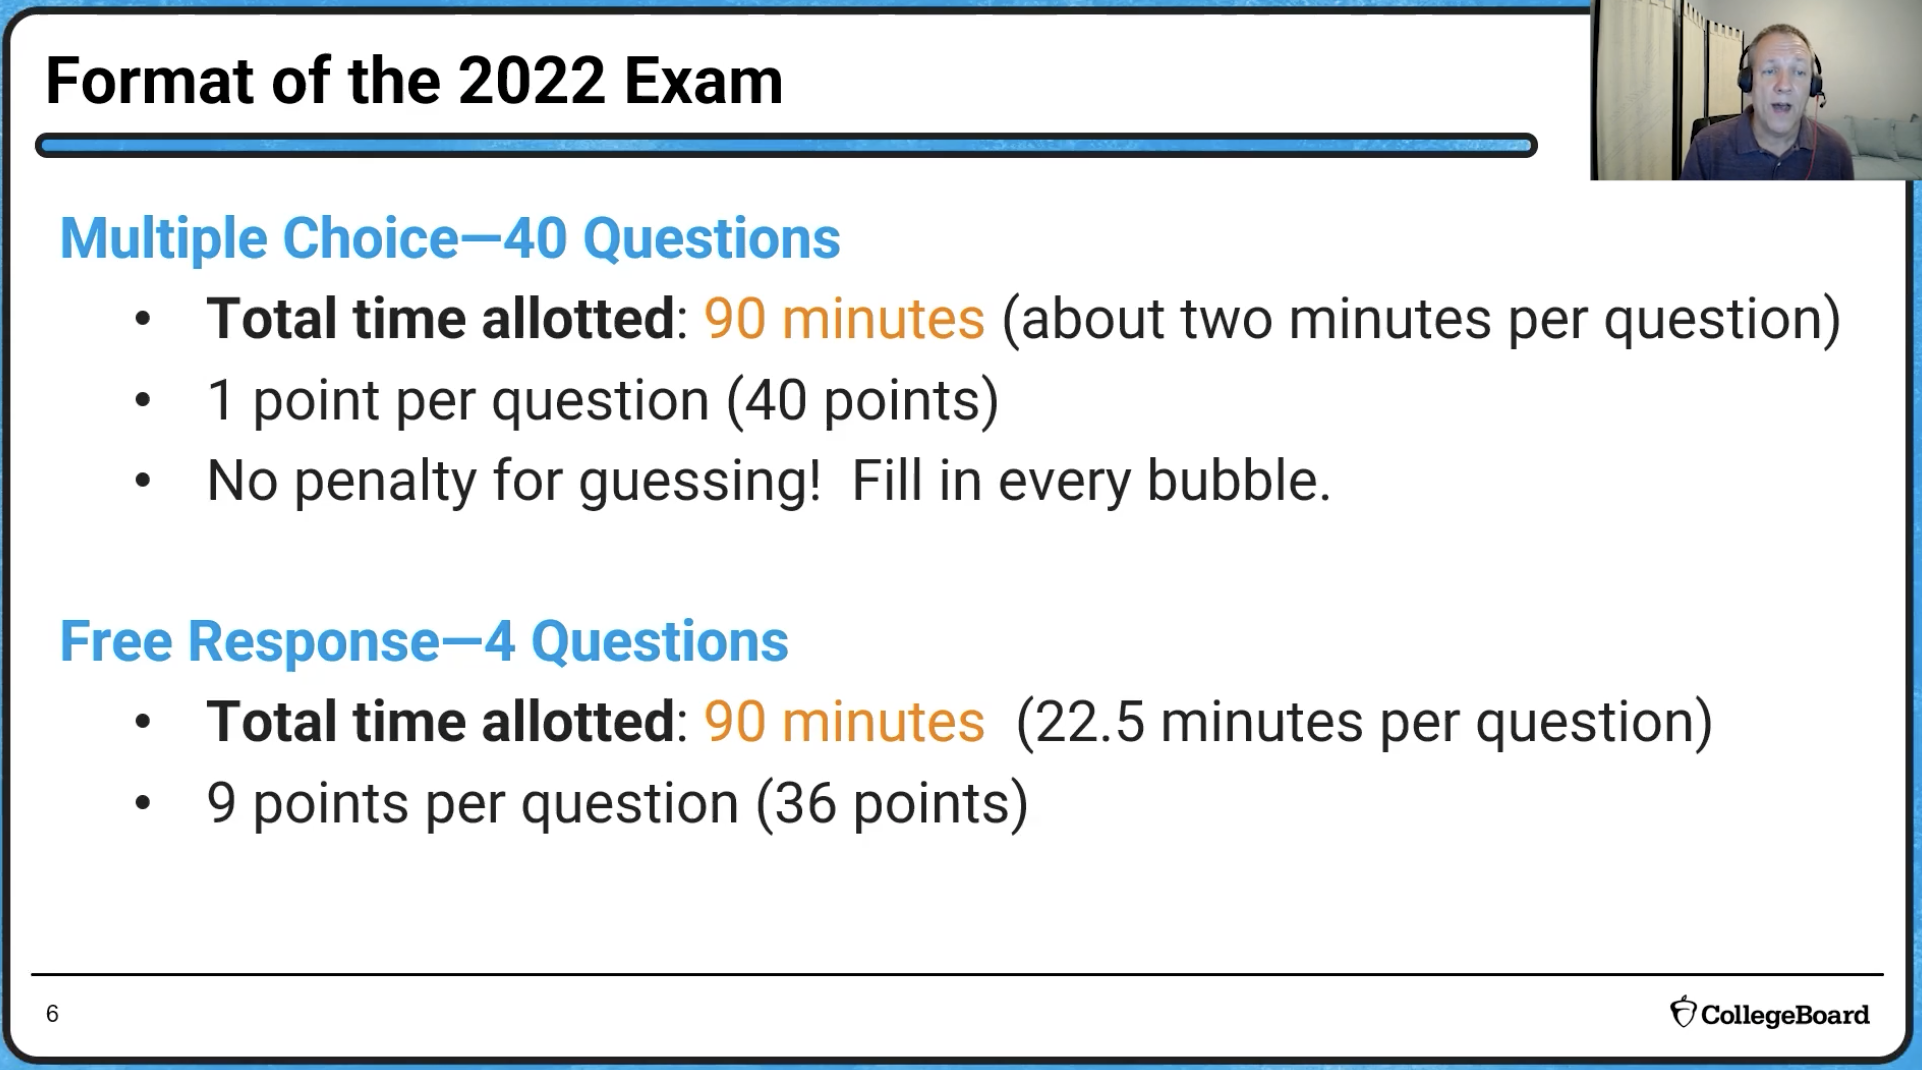 Format of the 2022 Exam
Multiple Choice—40 Questions
• Total time allotted: 90 minutes (about two minutes per question)
• 1 point per question (40 points)
• No penalty for guessing! Fill in every bubble.
Free Response—4 Questions
• Total time allotted: 90 minutes (22.5 minutes per question)
• 9 points per question (36 points)
6
CollegeBoard